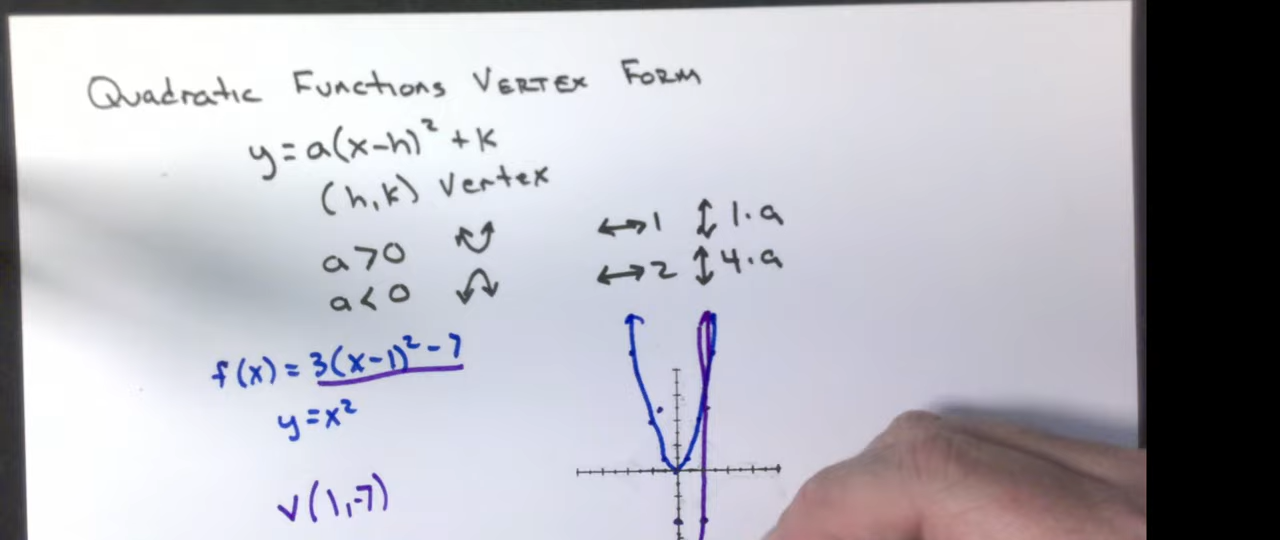 Quadratic Functions VERTEX FORM
y = a(x-h)² + k
(h,k) Vertex
a > 0
a < 0
↔ 1 ↕ 1·a
↔ 2 ↕ 4·a
f(x) = 3(x-1)² - 7
y = x²
V(1,-7)